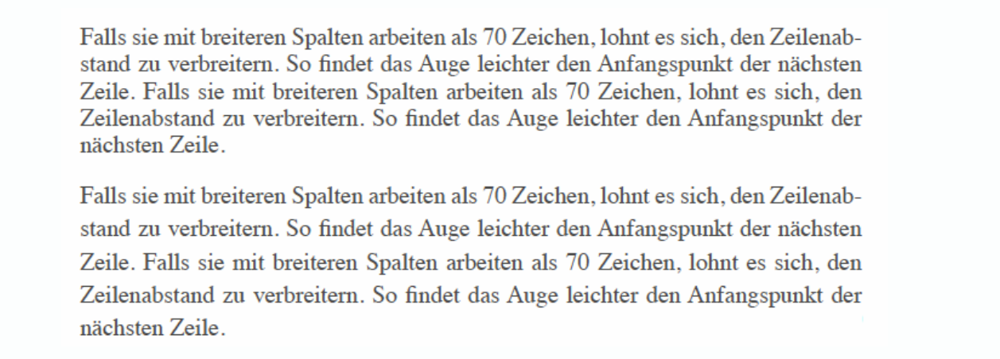 Falls sie mit breiteren Spalten arbeiten als 70 Zeichen, lohnt es sich, den Zeilenab-
stand zu verbreitern. So findet das Auge leichter den Anfangspunkt der nächsten
Zeile. Falls sie mit breiteren Spalten arbeiten als 70 Zeichen, lohnt es sich, den
Zeilenabstand zu verbreitern. So findet das Auge leichter den Anfangspunkt der
nächsten Zeile.
Falls sie mit breiteren Spalten arbeiten als 70 Zeichen, lohnt es sich, den Zeilenab-
stand zu verbreitern. So findet das Auge leichter den Anfangspunkt der nächsten
Zeile. Falls sie mit breiteren Spalten arbeiten als 70 Zeichen, lohnt es sich, den
Zeilenabstand zu verbreitern. So findet das Auge leichter den Anfangspunkt der
nächsten Zeile.